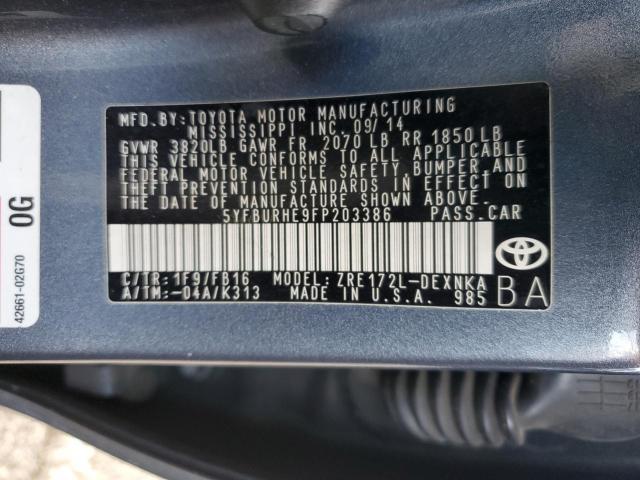 MFD.BY:TOYOTA MOTOR MANUFACTURING
MISSISSIPPI INC. 09/14
GVWR 3820LB GAWR FR 2070 LB RR 1850LB
THIS VEHICLE CONFORMS TO ALL APPLICABLE
FEDERAL MOTOR VEHICLE SAFETY,BUMPER,AND
THEFT PREVENTION STANDARDS IN EFFECT ON
THE DATE OF MANUFACTURE SHOWN ABOVE.
5YFBURHE9FP203386 PASS.CAR
C/TR:1F9/FB16 MODEL:ZRE172L-DEXNKA
A/TM:-04A/K313 MADE IN U.S.A. 985
BA
0G
42661-02G70